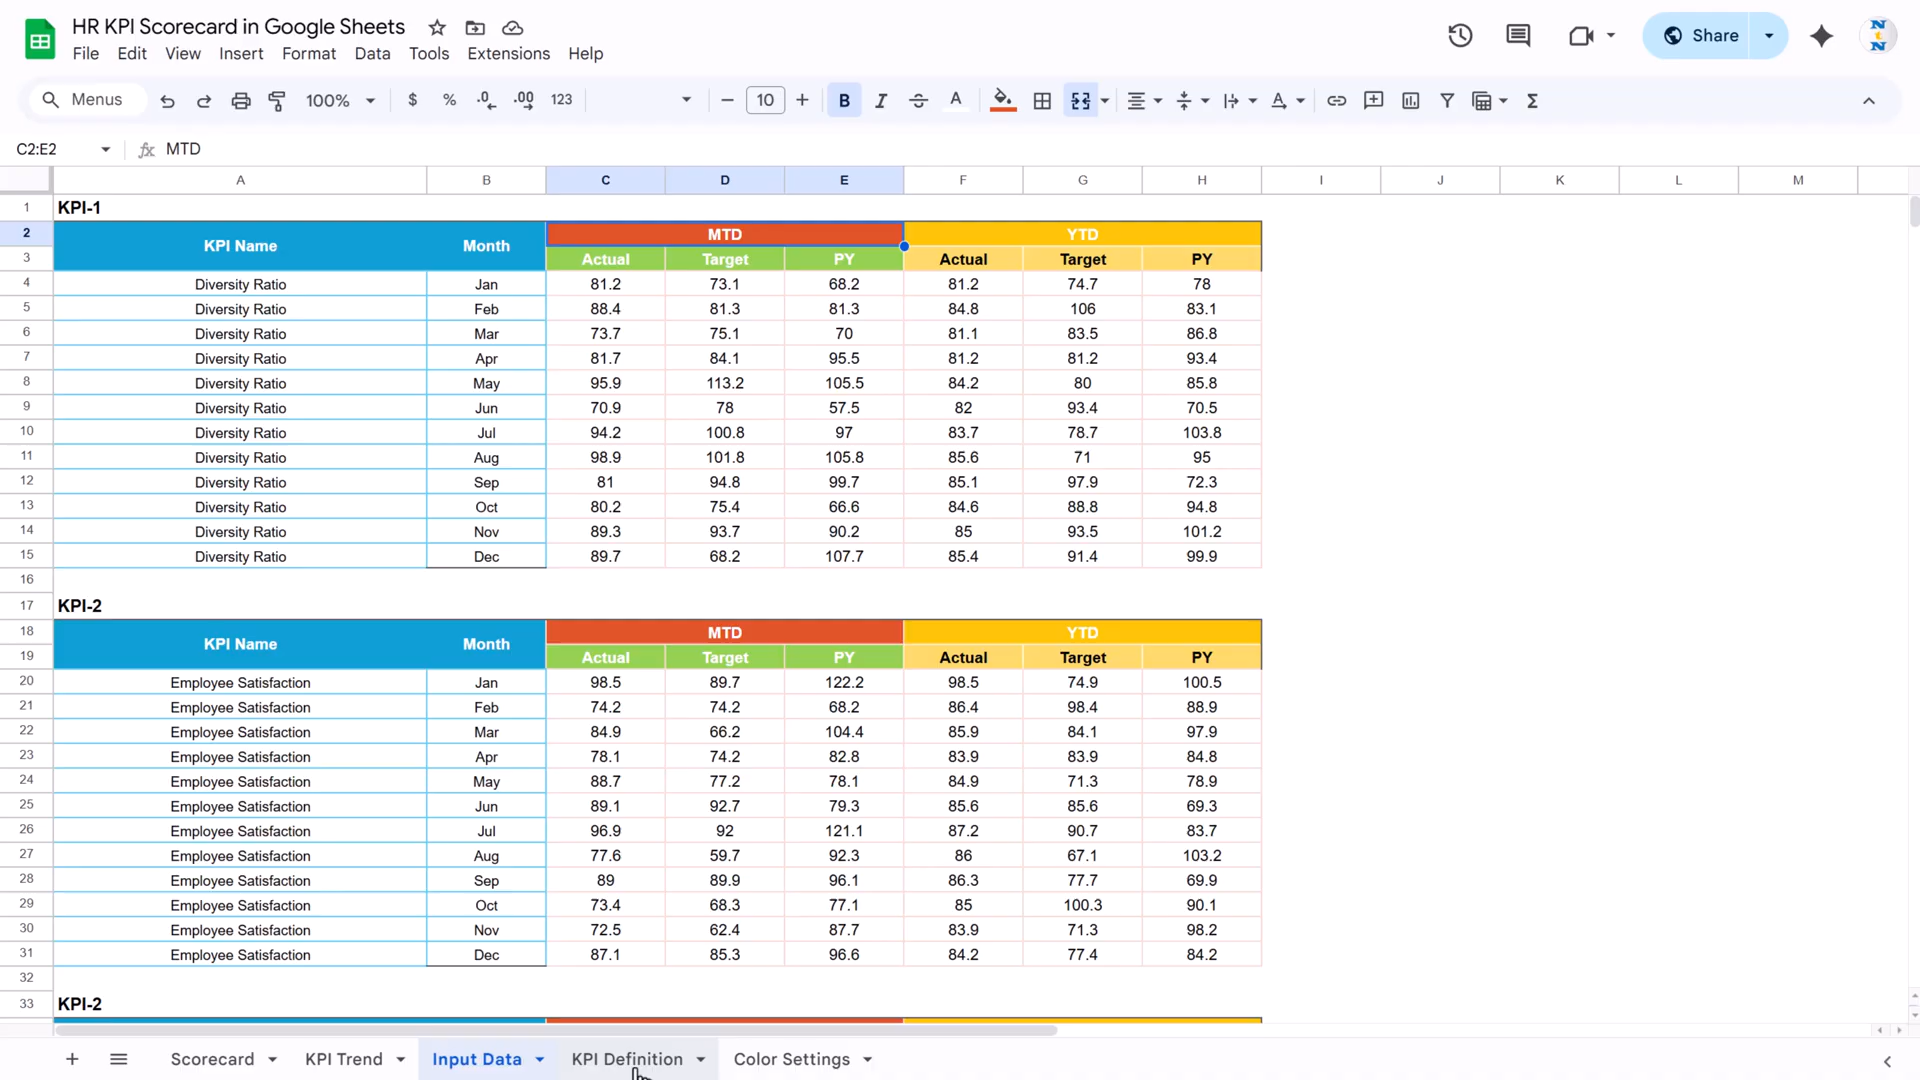 HR KPI Scorecard in Google Sheets
File Edit View Insert Format Data Tools Extensions Help
Share
Menus 100% $ % .0 .00 123 10 B I A
C2:E2 MTD
A B C D E F G H I J K L M
1 KPI-1
2 KPI Name Month MTD YTD
3 Actual Target PY Actual Target PY
4 Diversity Ratio Jan 81.2 73.1 68.2 81.2 74.7 78
5 Diversity Ratio Feb 88.4 81.3 81.3 84.8 106 83.1
6 Diversity Ratio Mar 73.7 75.1 70 81.1 83.5 86.8
7 Diversity Ratio Apr 81.7 84.1 95.5 81.2 81.2 93.4
8 Diversity Ratio May 95.9 113.2 105.5 84.2 80 85.8
9 Diversity Ratio Jun 70.9 78 57.5 82 93.4 70.5
10 Diversity Ratio Jul 94.2 100.8 97 83.7 78.7 103.8
11 Diversity Ratio Aug 98.9 101.8 105.8 85.6 71 95
12 Diversity Ratio Sep 81 94.8 99.7 85.1 97.9 72.3
13 Diversity Ratio Oct 80.2 75.4 66.6 84.6 88.8 94.8
14 Diversity Ratio Nov 89.3 93.7 90.2 85 93.5 101.2
15 Diversity Ratio Dec 89.7 68.2 107.7 85.4 91.4 99.9
16
17 KPI-2
18 KPI Name Month MTD YTD
19 Actual Target PY Actual Target PY
20 Employee Satisfaction Jan 98.5 89.7 122.2 98.5 74.9 100.5
21 Employee Satisfaction Feb 74.2 74.2 68.2 86.4 98.4 88.9
22 Employee Satisfaction Mar 84.9 66.2 104.4 85.9 84.1 97.9
23 Employee Satisfaction Apr 78.1 74.2 82.8 83.9 83.9 84.8
24 Employee Satisfaction May 88.7 77.2 78.1 84.9 71.3 78.9
25 Employee Satisfaction Jun 89.1 92.7 79.3 85.6 85.6 69.3
26 Employee Satisfaction Jul 96.9 92 121.1 87.2 90.7 83.7
27 Employee Satisfaction Aug 77.6 59.7 92.3 86 67.1 103.2
28 Employee Satisfaction Sep 89 89.9 96.1 86.3 77.7 69.9
29 Employee Satisfaction Oct 73.4 68.3 77.1 85 100.3 90.1
30 Employee Satisfaction Nov 72.5 62.4 87.7 83.9 71.3 98.2
31 Employee Satisfaction Dec 87.1 85.3 96.6 84.2 77.4 84.2
32
33 KPI-2
Scorecard KPI Trend Input Data KPI Definition Color Settings